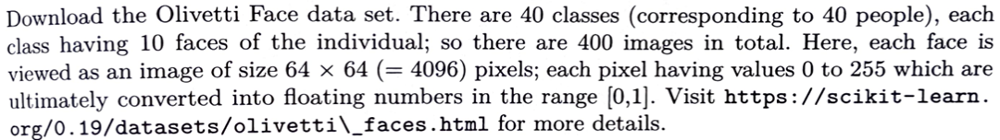 Download the Olivetti Face data set. There are 40 classes (corresponding to 40 people), each
class having 10 faces of the individual; so there are 400 images in total. Here, each face is
viewed as an image of size 64 × 64 (= 4096) pixels; each pixel having values 0 to 255 which are
ultimately converted into floating numbers in the range [0,1]. Visit https://scikit-learn.
org/0.19/datasets/olivetti\_faces.html for more details.